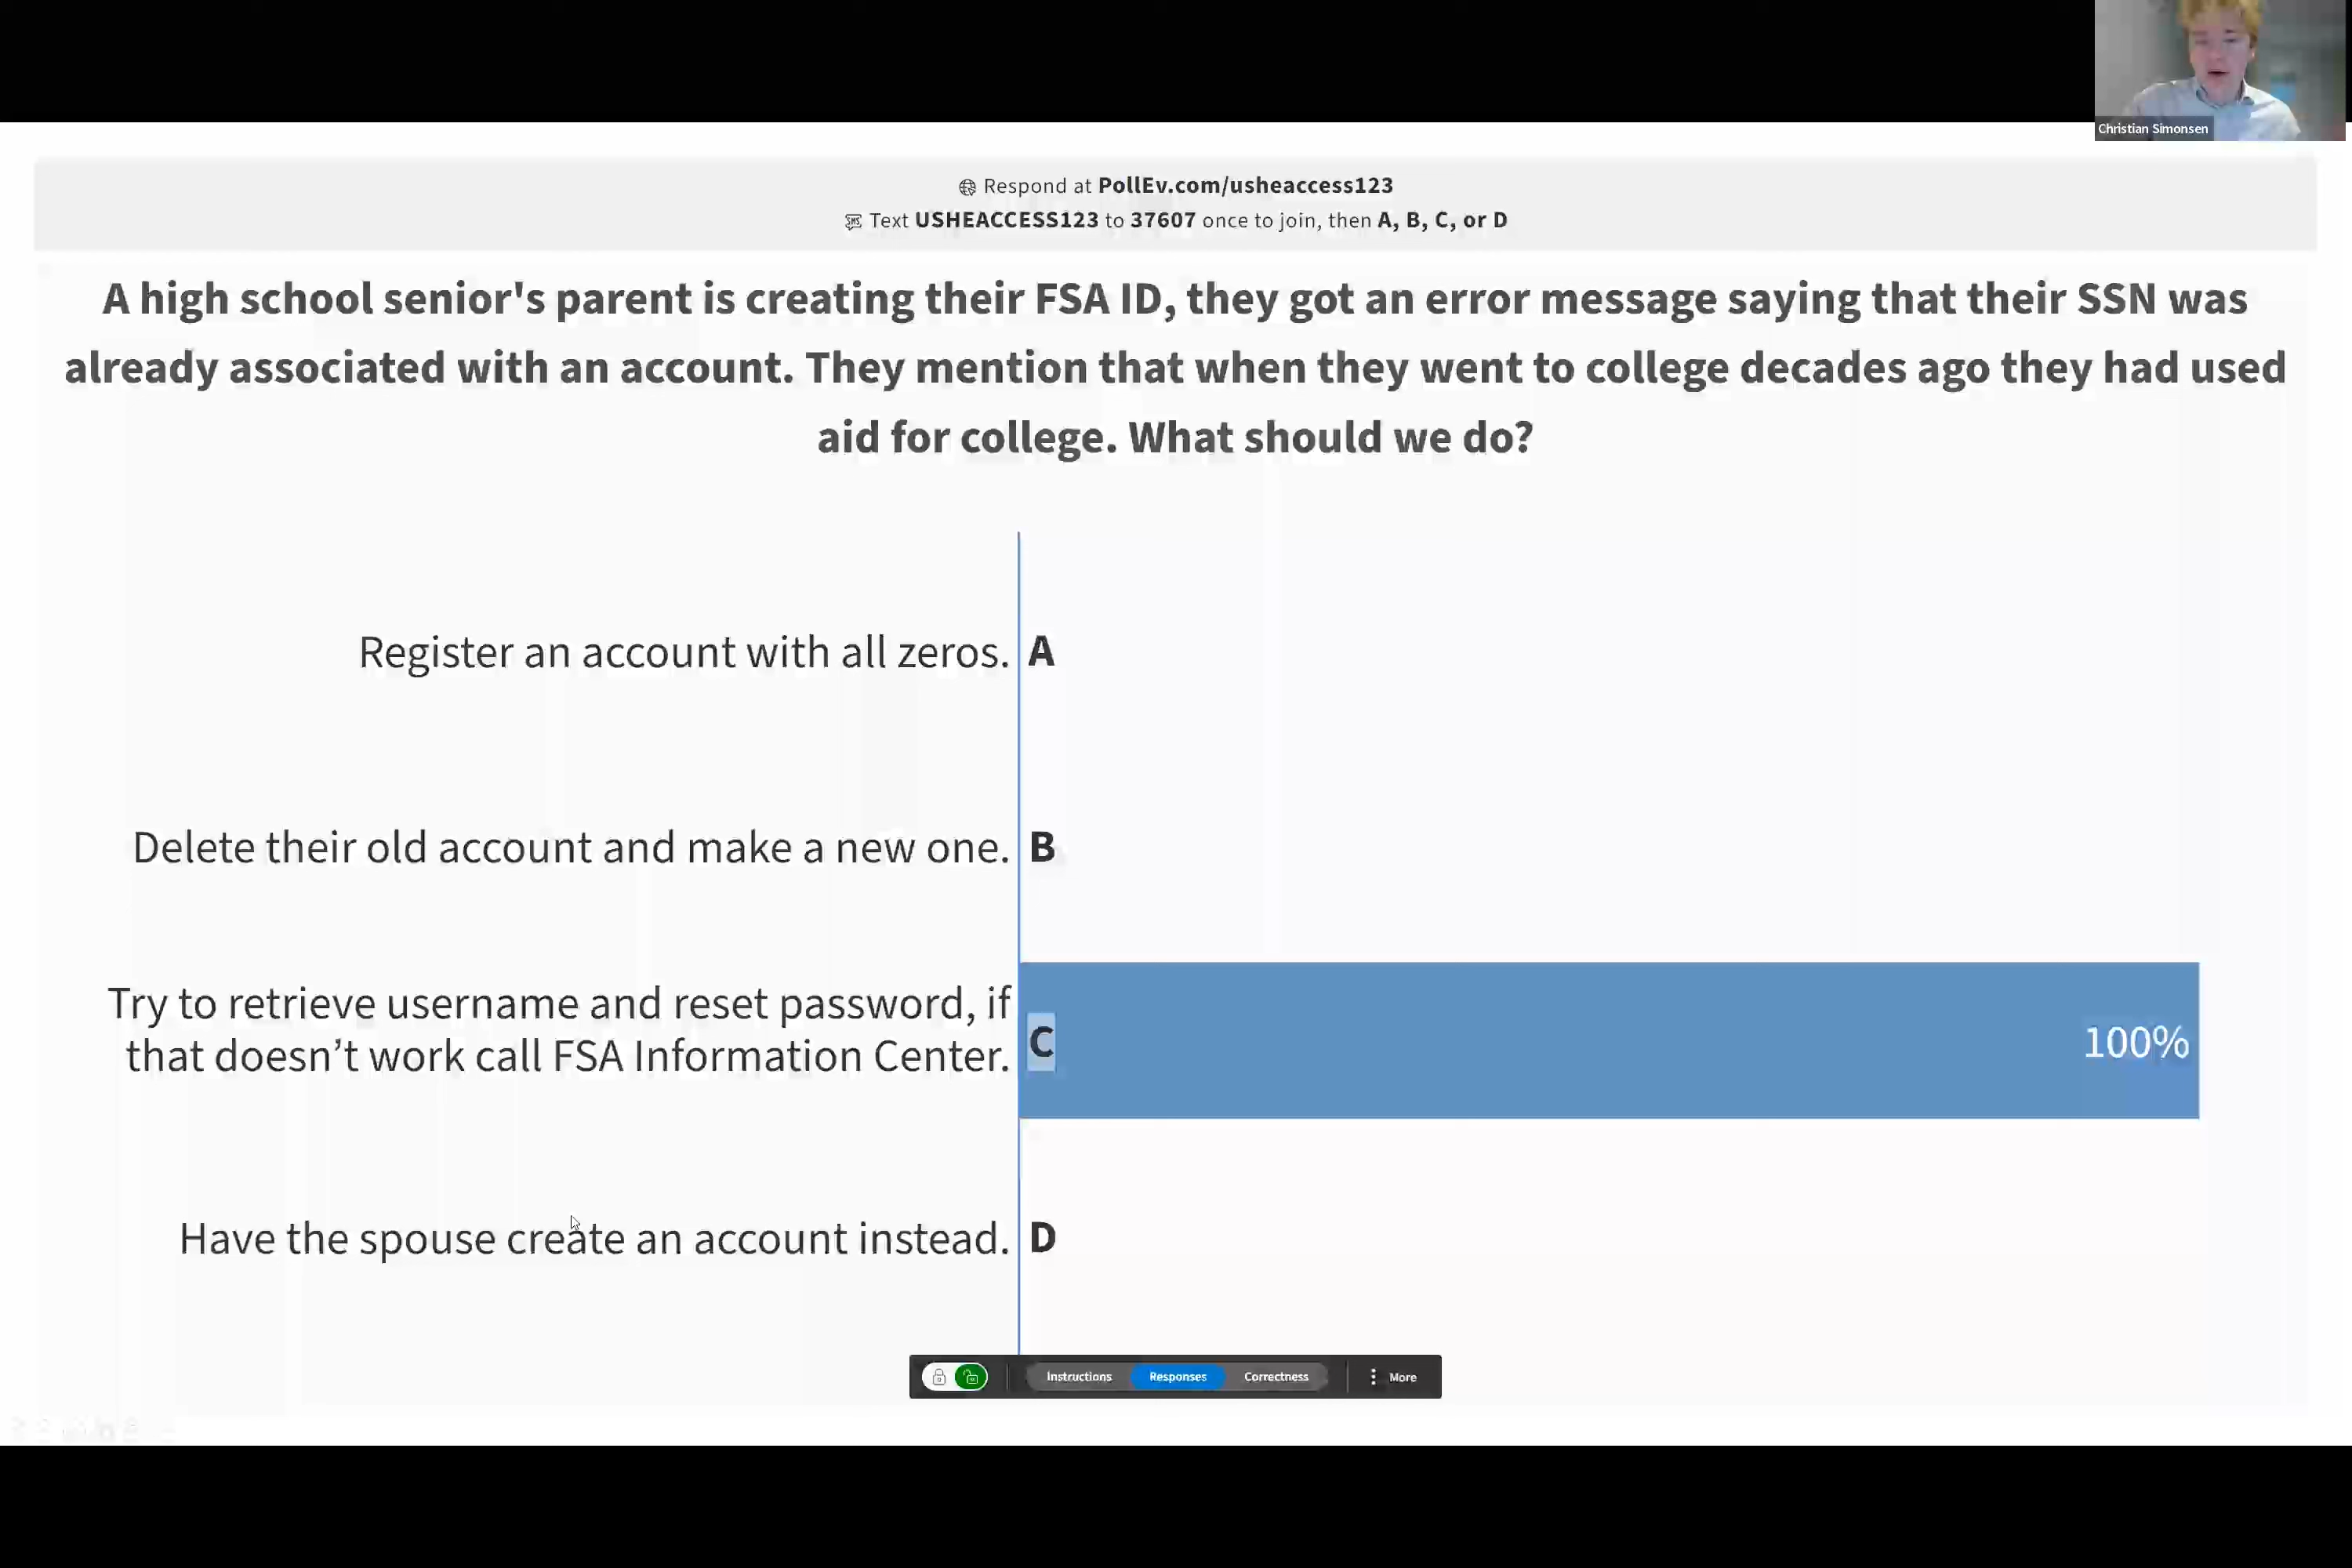 Christian Simonsen
Respond at PollEv.com/usheaccess123
Text USHEACCESS123 to 37607 once to join, then A, B, C, or D
A high school senior's parent is creating their FSA ID, they got an error message saying that their SSN was
already associated with an account. They mention that when they went to college decades ago they had used
aid for college. What should we do?
Register an account with all zeros. A
Delete their old account and make a new one. B
Try to retrieve username and reset password, if
that doesn’t work call FSA Information Center.
C
100%
Have the spouse create an account instead. D
Instructions Responses Correctness More